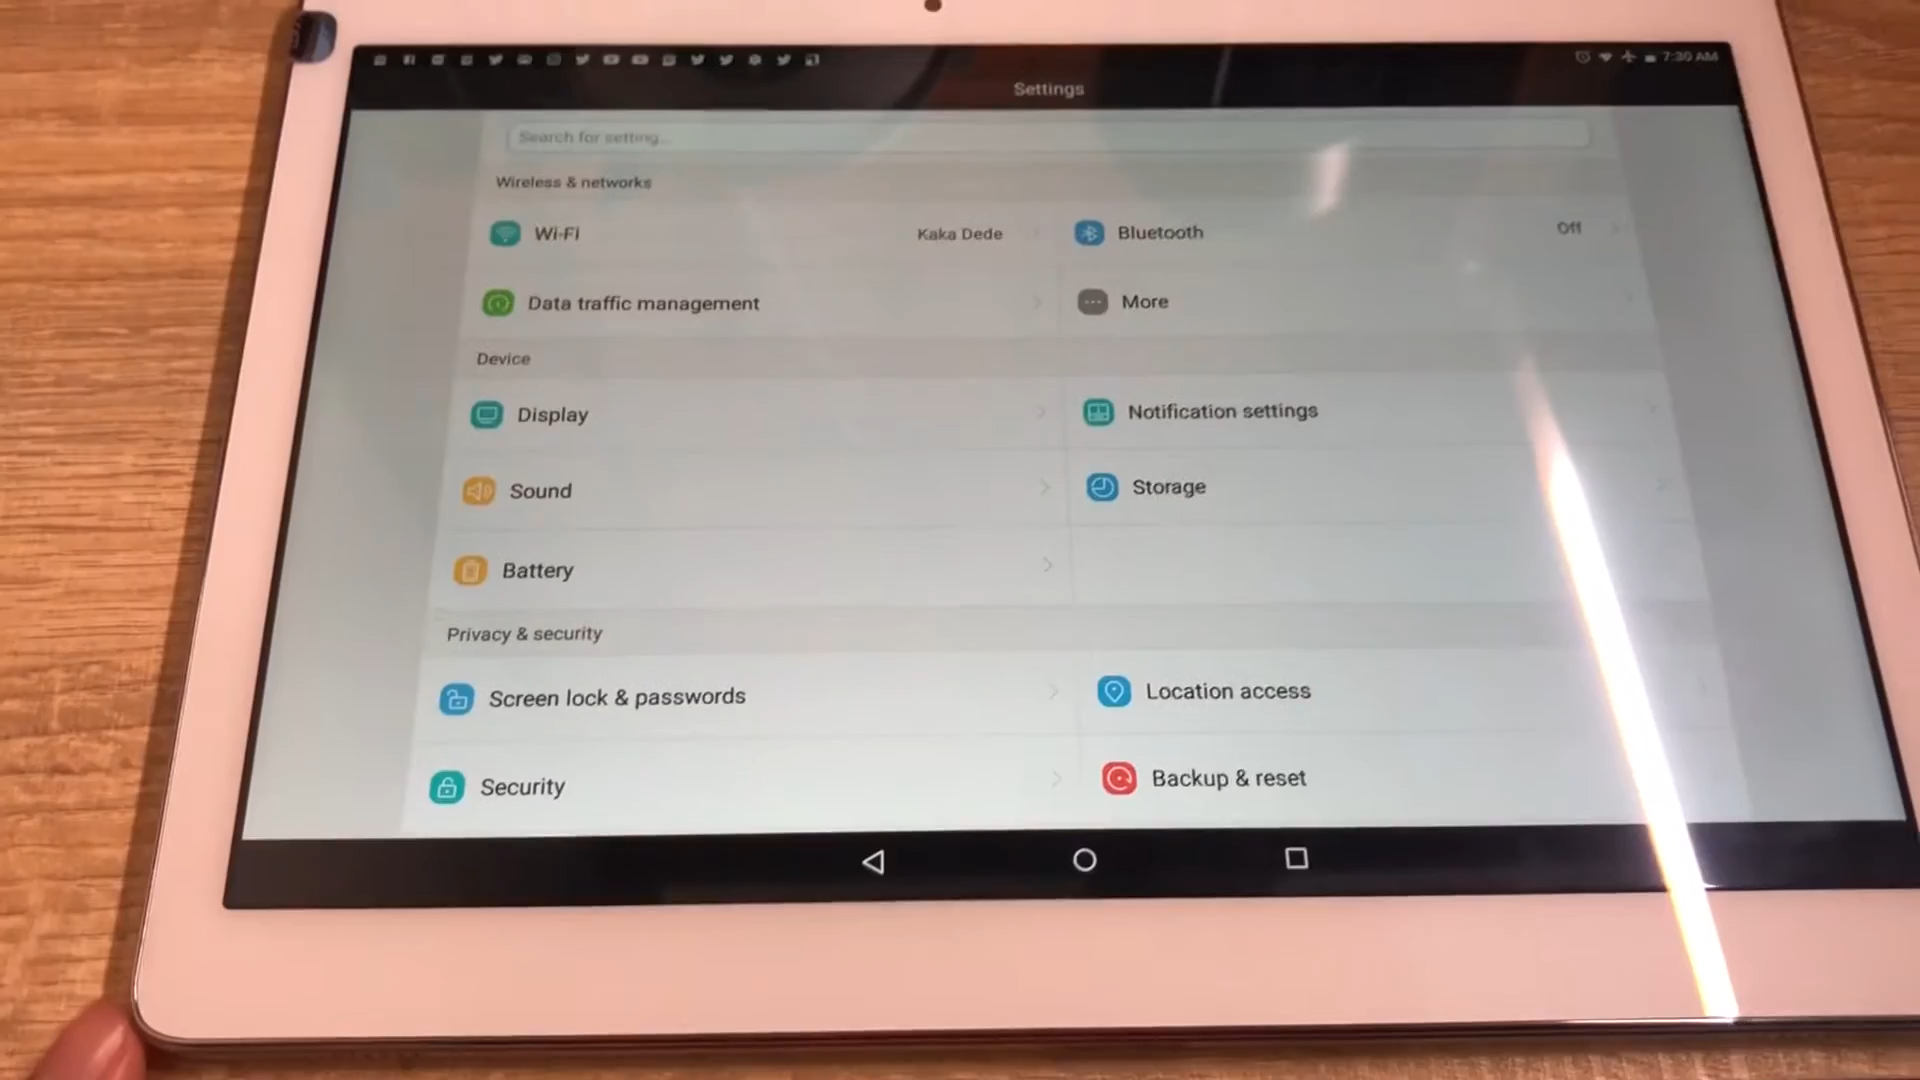 7:30 AM
Settings
Search for setting...
Wireless & networks
Wi-Fi Kaka Dede
Bluetooth Off
Data traffic management
More
Device
Display
Notification settings
Sound
Storage
Battery
Privacy & security
Screen lock & passwords
Location access
Security
Backup & reset